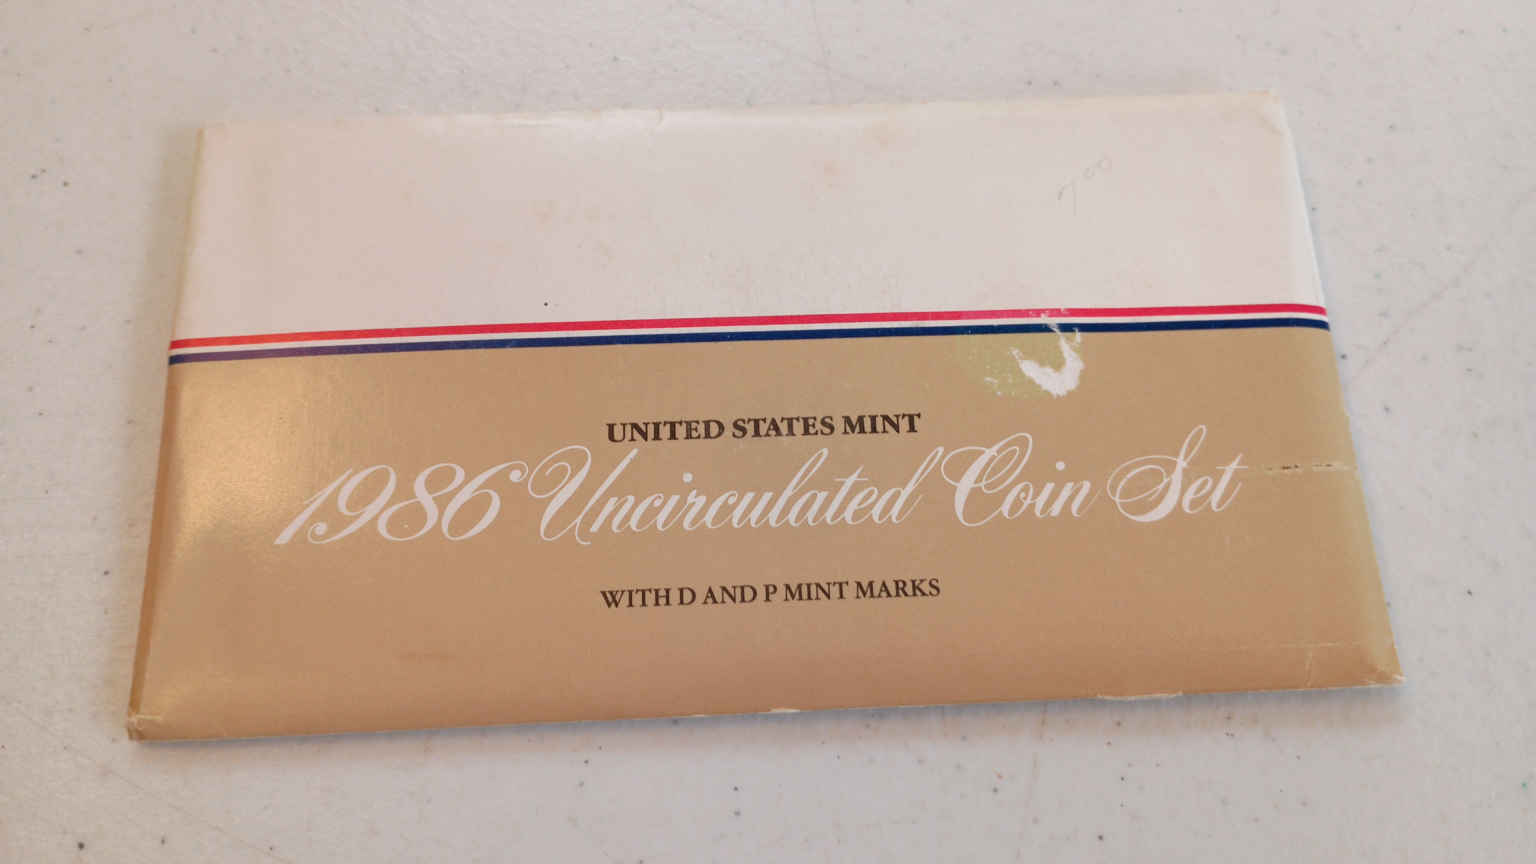 UNITED STATES MINT
1986 Uncirculated Coin Set
WITH D AND P MINT MARKS